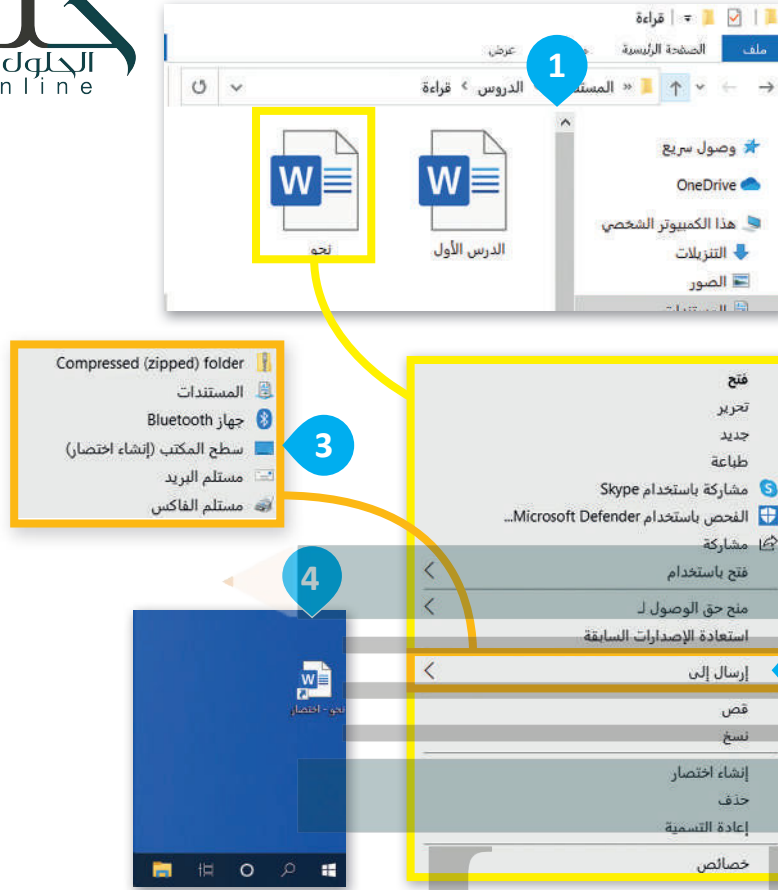 الحلول
nline
قراءة
ملف
الصفحة الرئيسية
عرض
1
الدروس › قراءة
وصول سريع
OneDrive
هذا الكمبيوتر الشخصي
التنزيلات
الصور
المستندات
الدرس الأول
نحو
Compressed (zipped) folder
المستندات
جهاز Bluetooth
سطح المكتب (إنشاء اختصار)
مستلم البريد
مستلم الفاكس
3
فتح
تحرير
جديد
طباعة
مشاركة باستخدام Skype
الفحص باستخدام Microsoft Defender...
مشاركة
فتح باستخدام
منح حق الوصول لـ
استعادة الإصدارات السابقة
إرسال إلى
قص
نسخ
إنشاء اختصار
حذف
إعادة التسمية
خصائص
4
نحو - اختصار